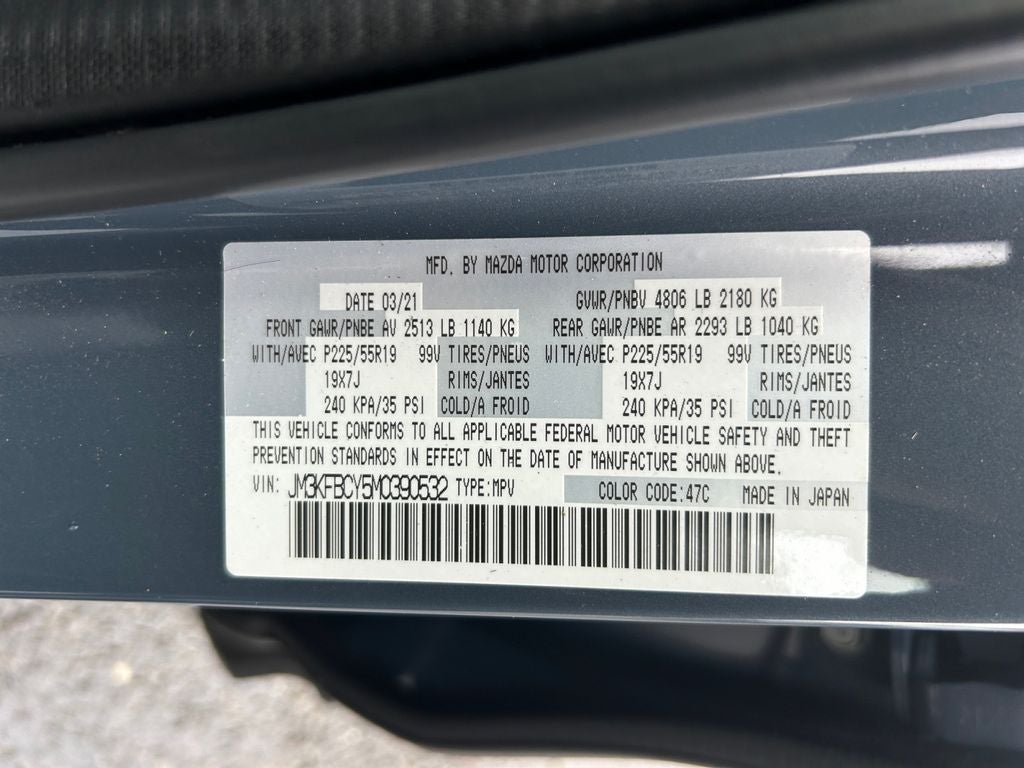 MFD. BY MAZDA MOTOR CORPORATION
DATE 03/21 GVWR/PNBV 4806 LB 2180 KG
FRONT GAWR/PNBE AV 2513 LB 1140 KG REAR GAWR/PNBE AR 2293 LB 1040 KG
WITH/AVEC P225/55R19 99V TIRES/PNEUS WITH/AVEC P225/55R19 99V TIRES/PNEUS
19X7J RIMS/JANTES 19X7J RIMS/JANTES
240 KPA/35 PSI COLD/A FROID 240 KPA/35 PSI COLD/A FROID
THIS VEHICLE CONFORMS TO ALL APPLICABLE FEDERAL MOTOR VEHICLE SAFETY AND THEFT
PREVENTION STANDARDS IN EFFECT ON THE DATE OF MANUFACTURE SHOWN ABOVE.
VIN: JM3KFBCY5M0390532 TYPE:MPV COLOR CODE:47C MADE IN JAPAN